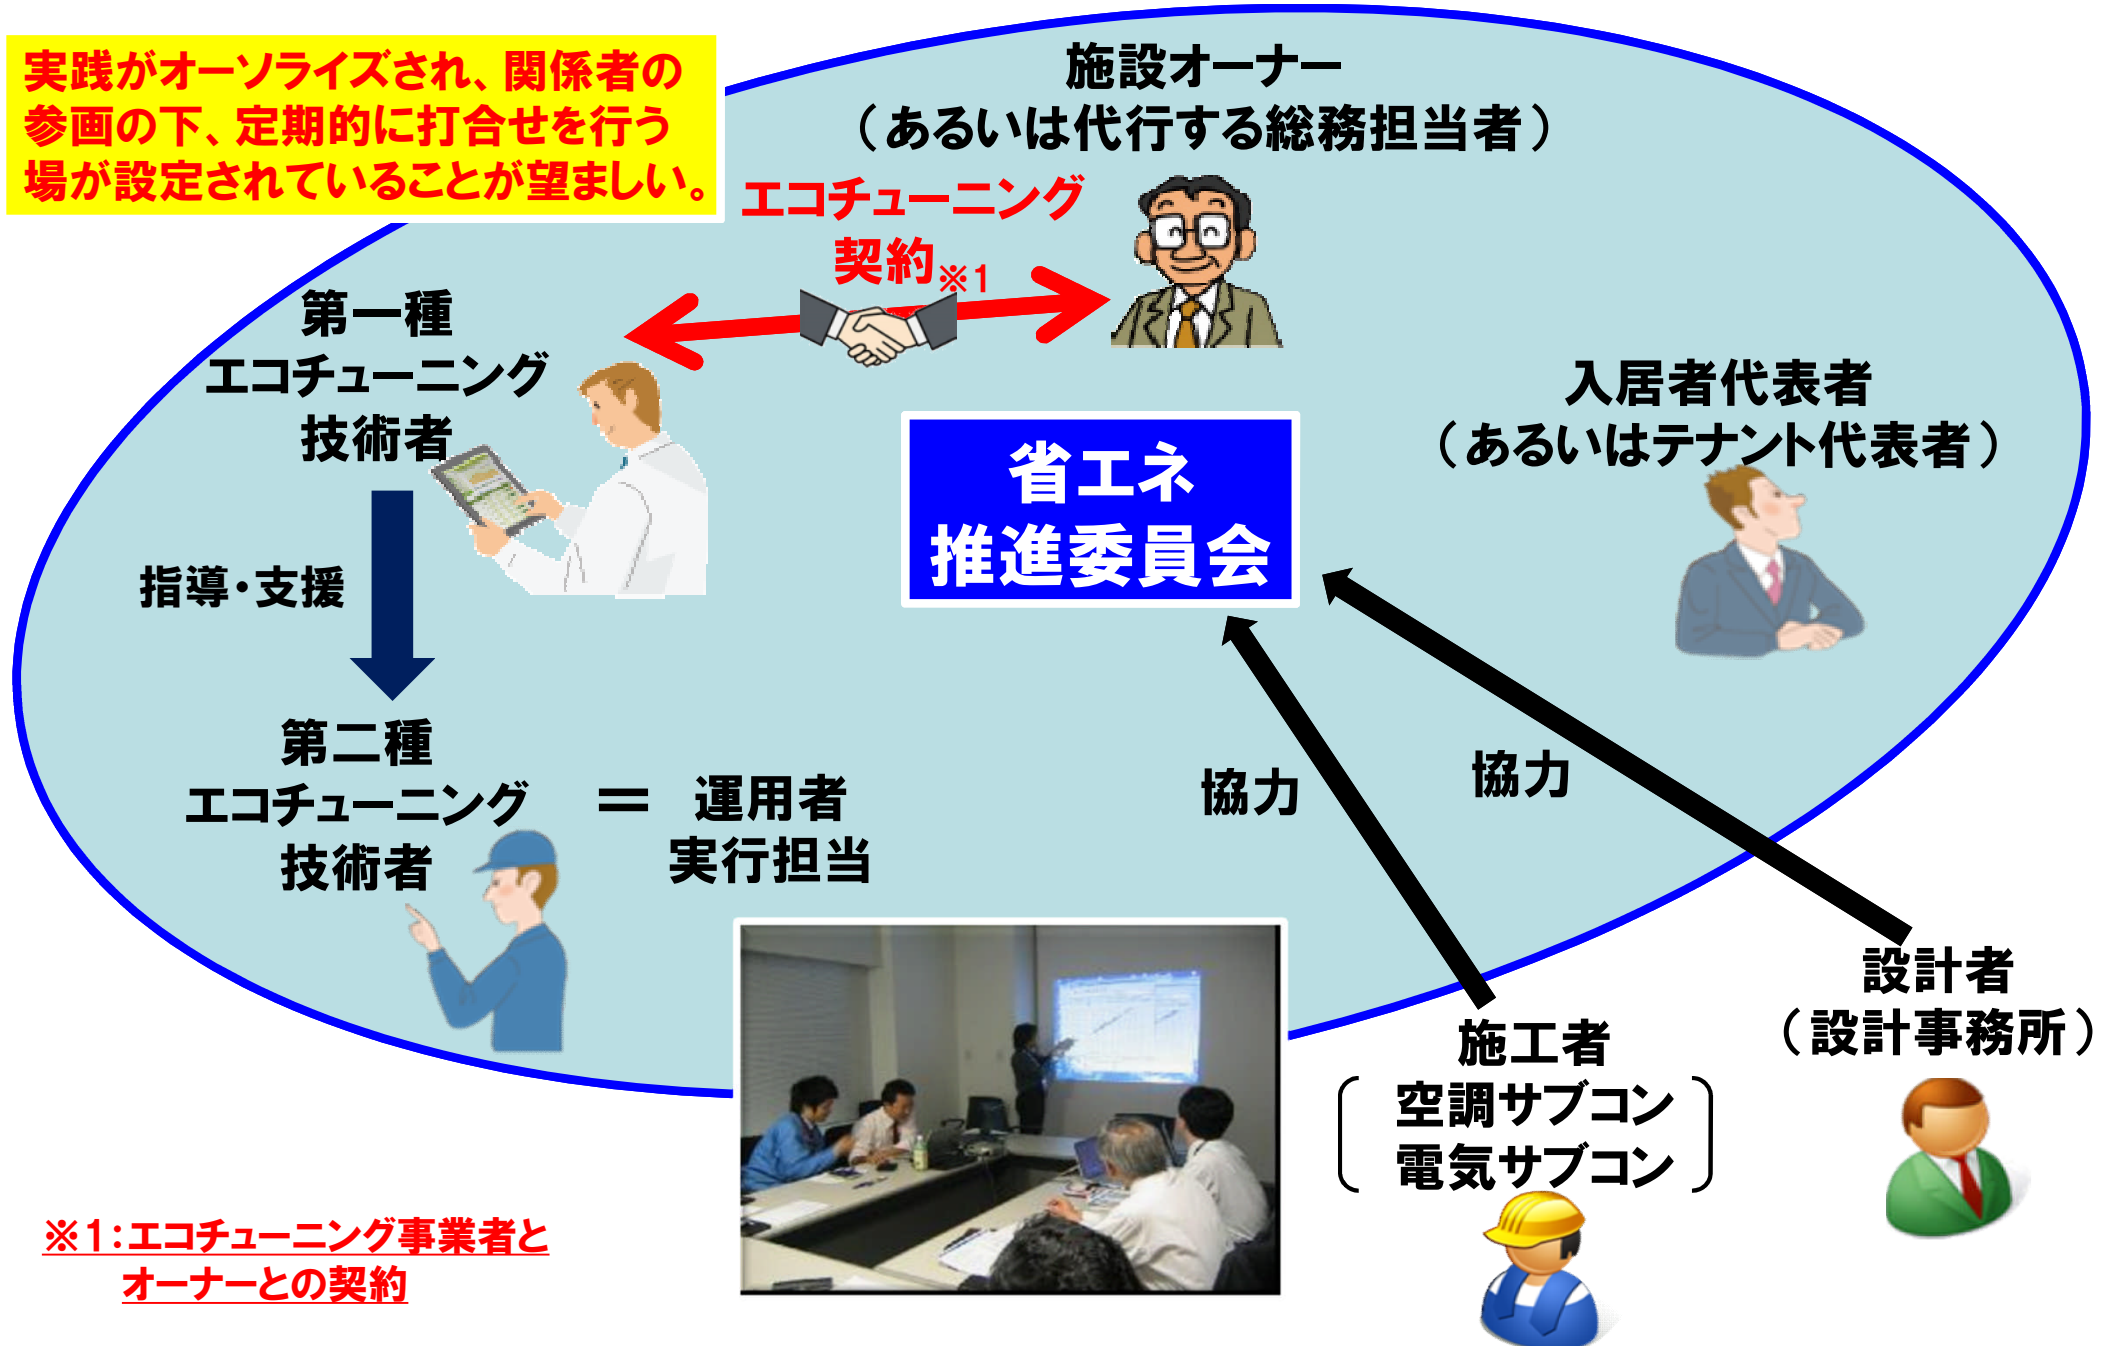 実践がオーソライズされ、関係者の
参画の下、定期的に打合せを行う
場が設定されていることが望ましい。
施設オーナー
（あるいは代行する総務担当者）
エコチューニング
契約※1
第一種
エコチューニング
技術者
入居者代表者
（あるいはテナント代表者）
省エネ
推進委員会
指導・支援
第二種
エコチューニング
技術者
＝ 運用者
実行担当
協力
協力
設計者
（設計事務所）
施工者
空調サブコン
電気サブコン
※1：エコチューニング事業者と
オーナーとの契約